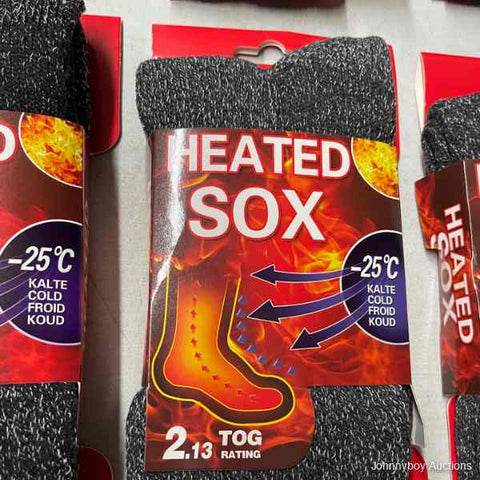 HEATED
SOX
-25°C
KALTE
COLD
FROID
KOUD
2.13 TOG
RATING
D
-25°C
KALTE
COLD
FROID
KOUD
HEATED
SOX
Johnnyboy Auctions